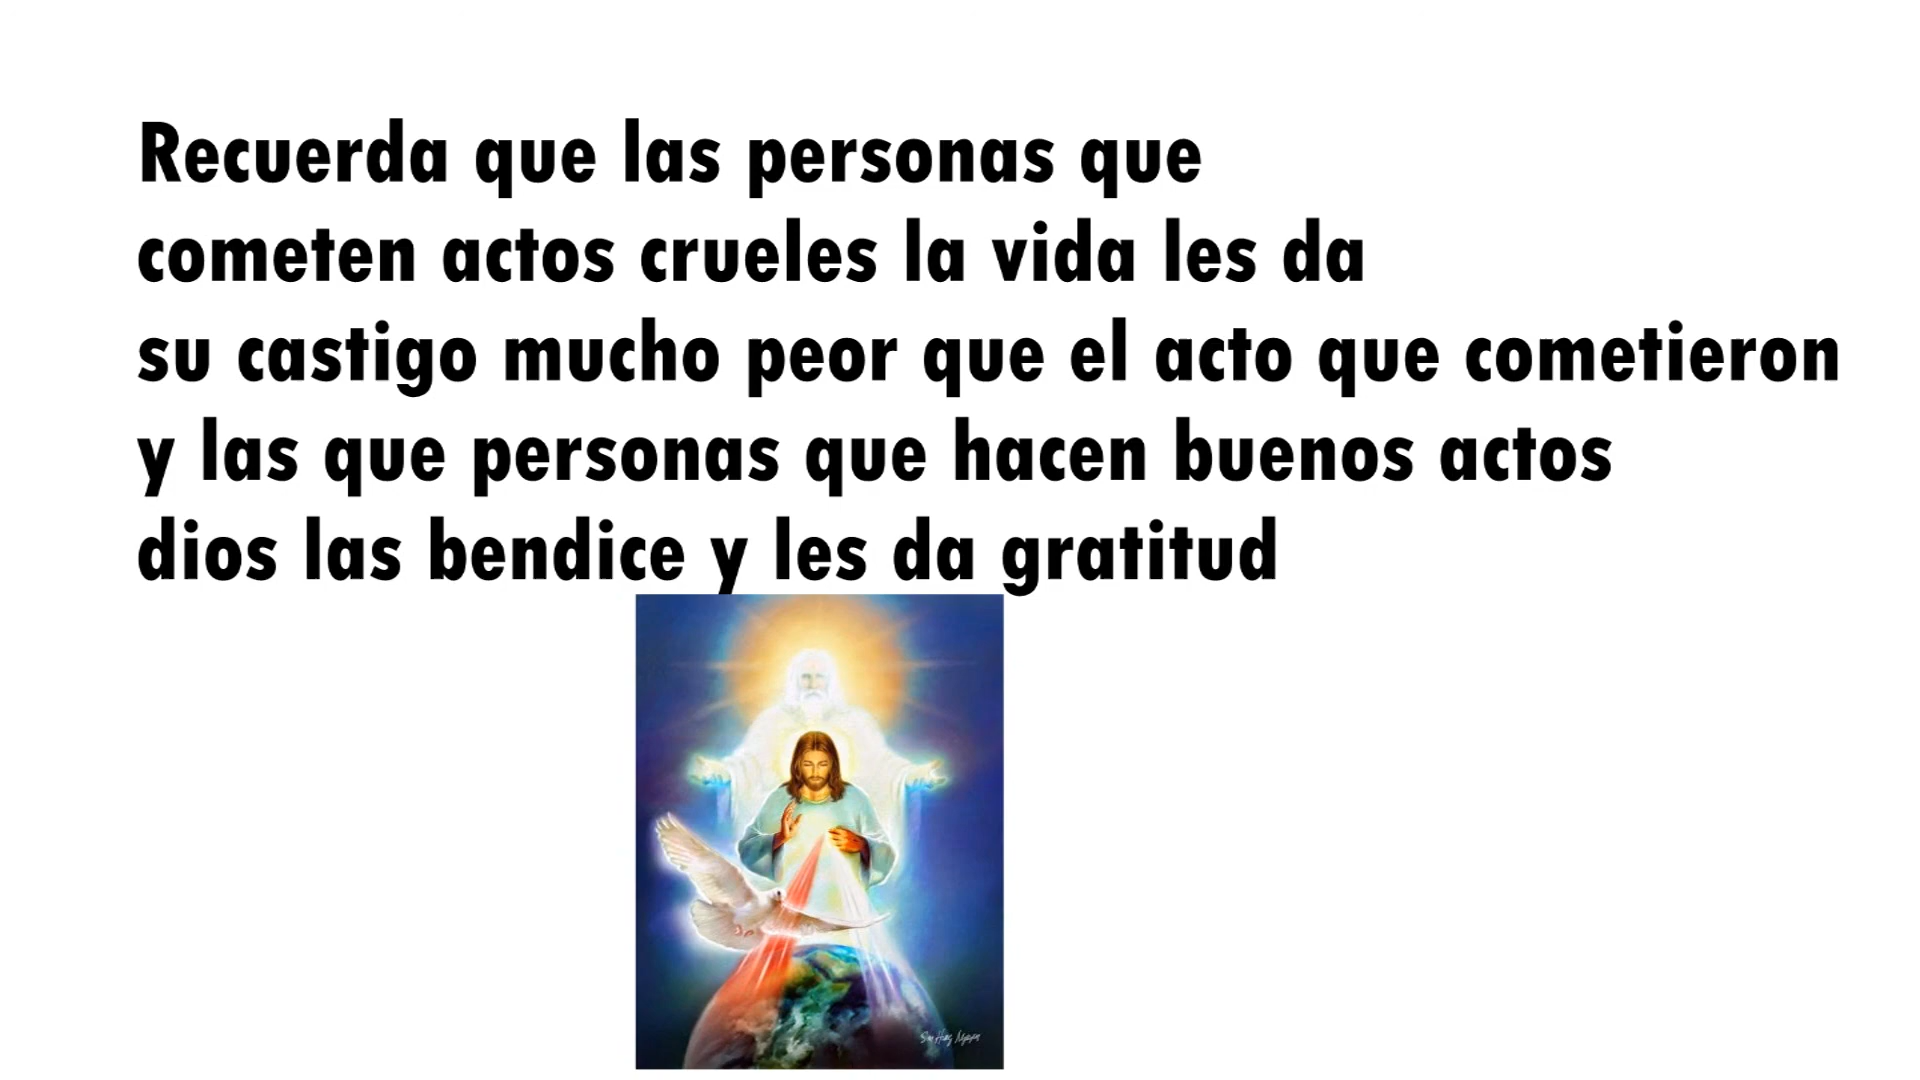 Recuerda que las personas que
cometen actos crueles la vida les da
su castigo mucho peor que el acto que cometieron
y las que personas que hacen buenos actos
dios las bendice y les da gratitud